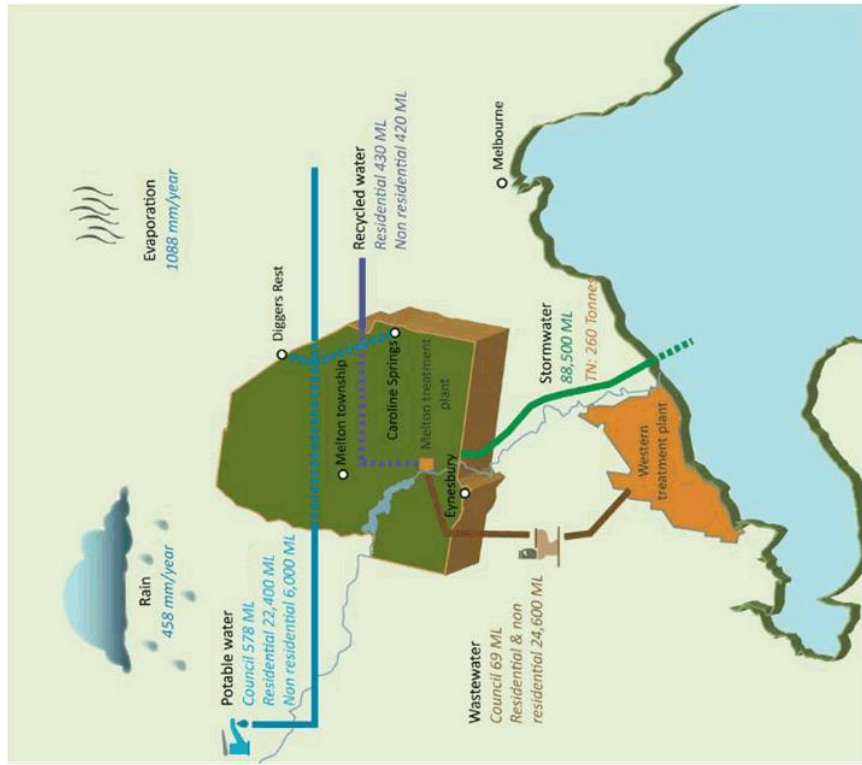 Rain
458 mm/year
Evaporation
1088 mm/year
Potable water
Council 578 ML
Residential 22,400 ML
Non residential 6,000 ML
Diggers Rest
Melton township
Caroline Springs
Melton treatment
plant
Eynesbury
Recycled water
Residential 430 ML
Non residential 420 ML
Wastewater
Council 69 ML
Residential & non
residential 24,600 ML
Stormwater
88,500 ML
TN: 260 Tonnes
Melbourne
Western
treatment plant